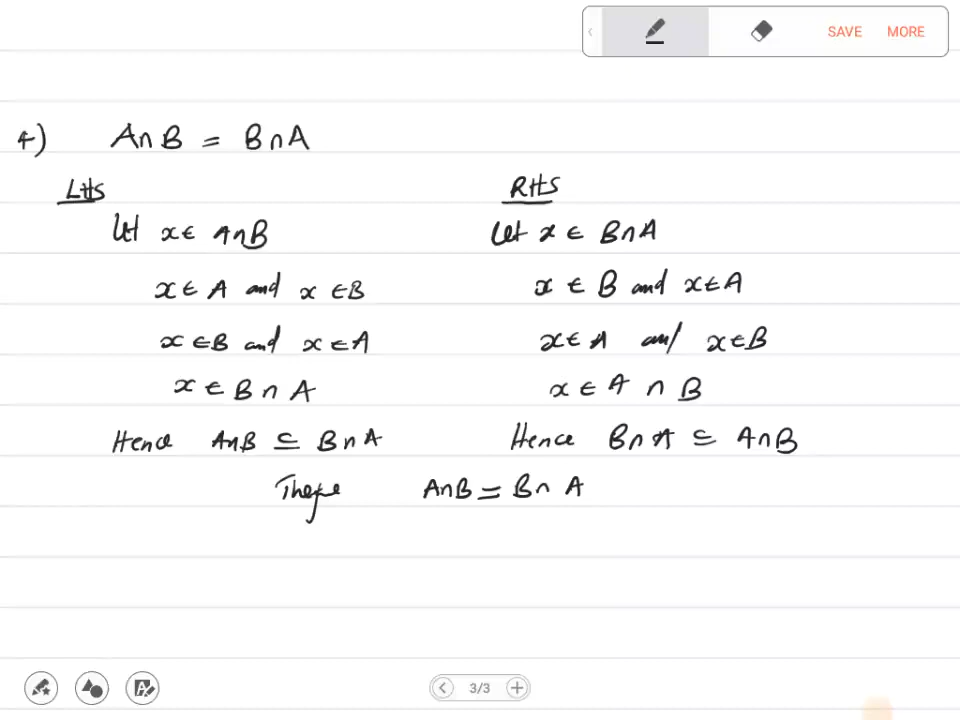 SAVE MORE
4) A∩B = B∩A
LHS
Let x∈ A∩B
x∈ A and x ∈B
x ∈B and x∈A
x ∈ B ∩ A
Hence A∩B ⊆ B∩A
RHS
Let x ∈ B∩A
x ∈ B and x∈A
x∈ A and x∈B
x ∈ A ∩ B
Hence B∩A ⊆ A∩B
A∩B = B∩ A
3/3